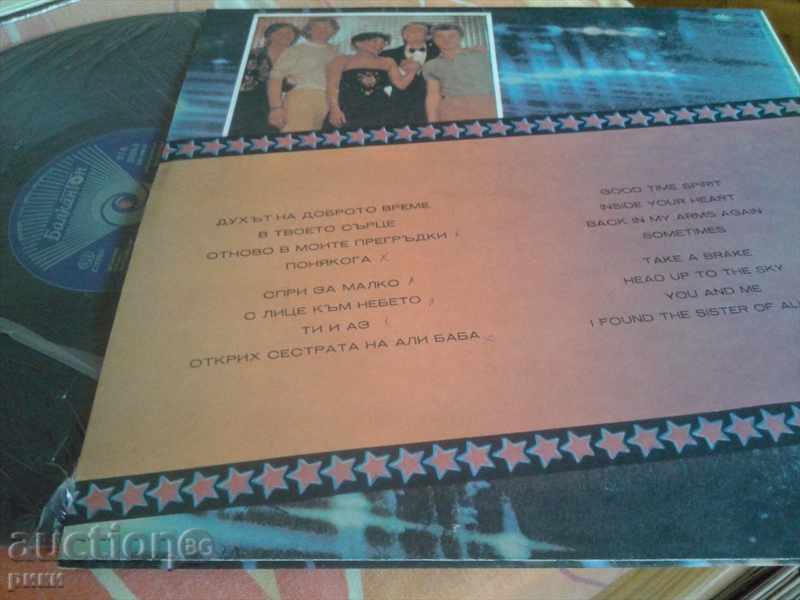 Балкантон
ДУХЪТ НА ДОБРОТО ВРЕМЕ
В ТВОЕТО СЪРЦЕ
ОТНОВО В МОИТЕ ПРЕГРЪДКИ
ПОНЯКОГА
СПРИ ЗА МАЛКО
С ЛИЦЕ КЪМ НЕБЕТО
ТИ И АЗ
ОТКРИХ СЕСТРАТА НА АЛИ БАБА
GOOD TIME SPIRIT
INSIDE YOUR HEART
BACK IN MY ARMS AGAIN
SOMETIMES
TAKE A BRAKE
HEAD UP TO THE SKY
YOU AND ME
I FOUND THE SISTER OF AL
auction BG
рики